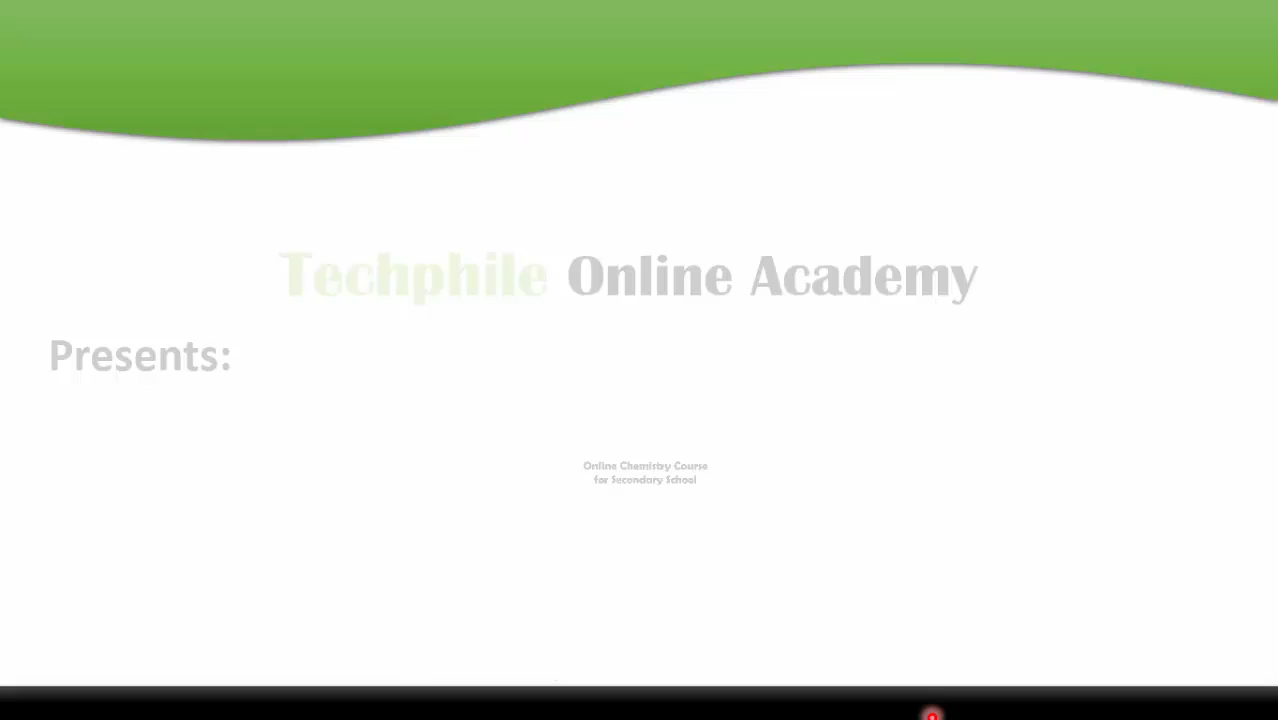 Techphile Online Academy
Presents:
Online Chemistry Course
for Secondary School